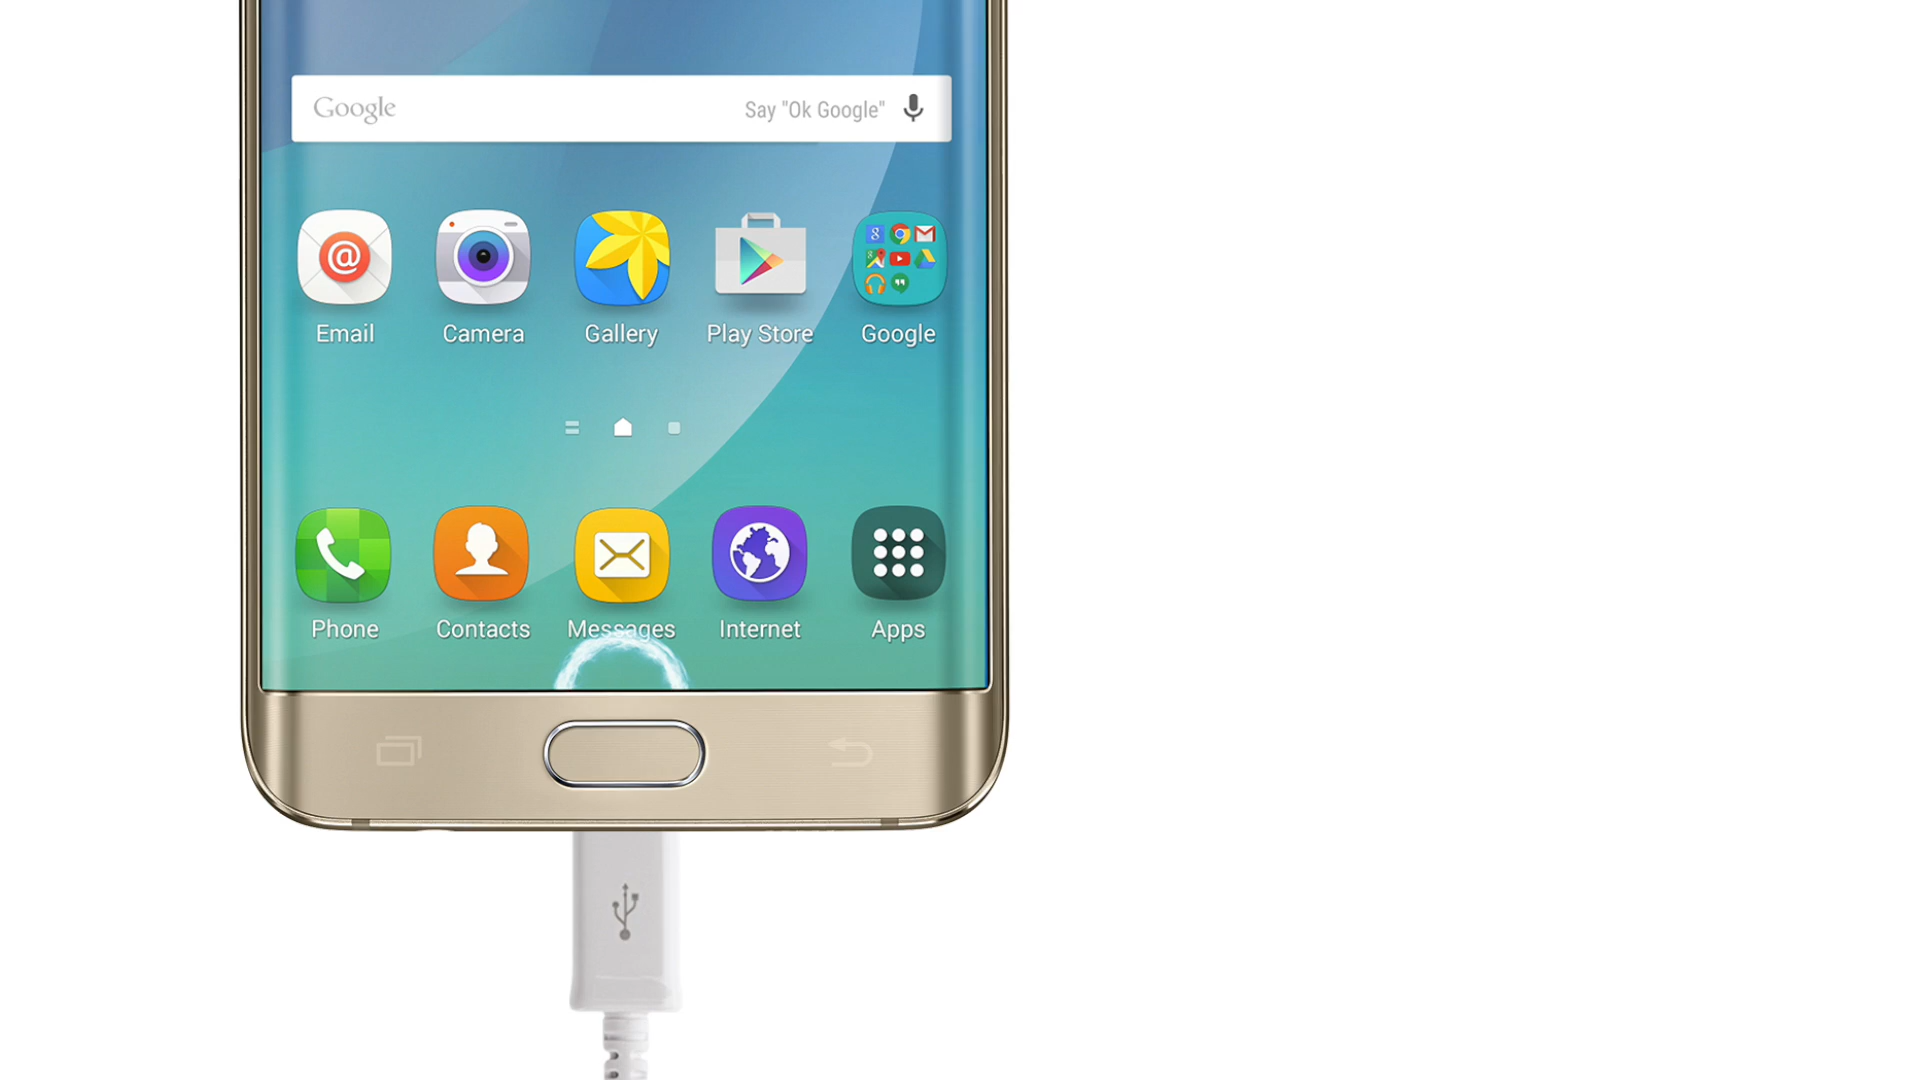 Google Say "Ok Google"
Email Camera Gallery Play Store Google
Phone Contacts Messages Internet Apps